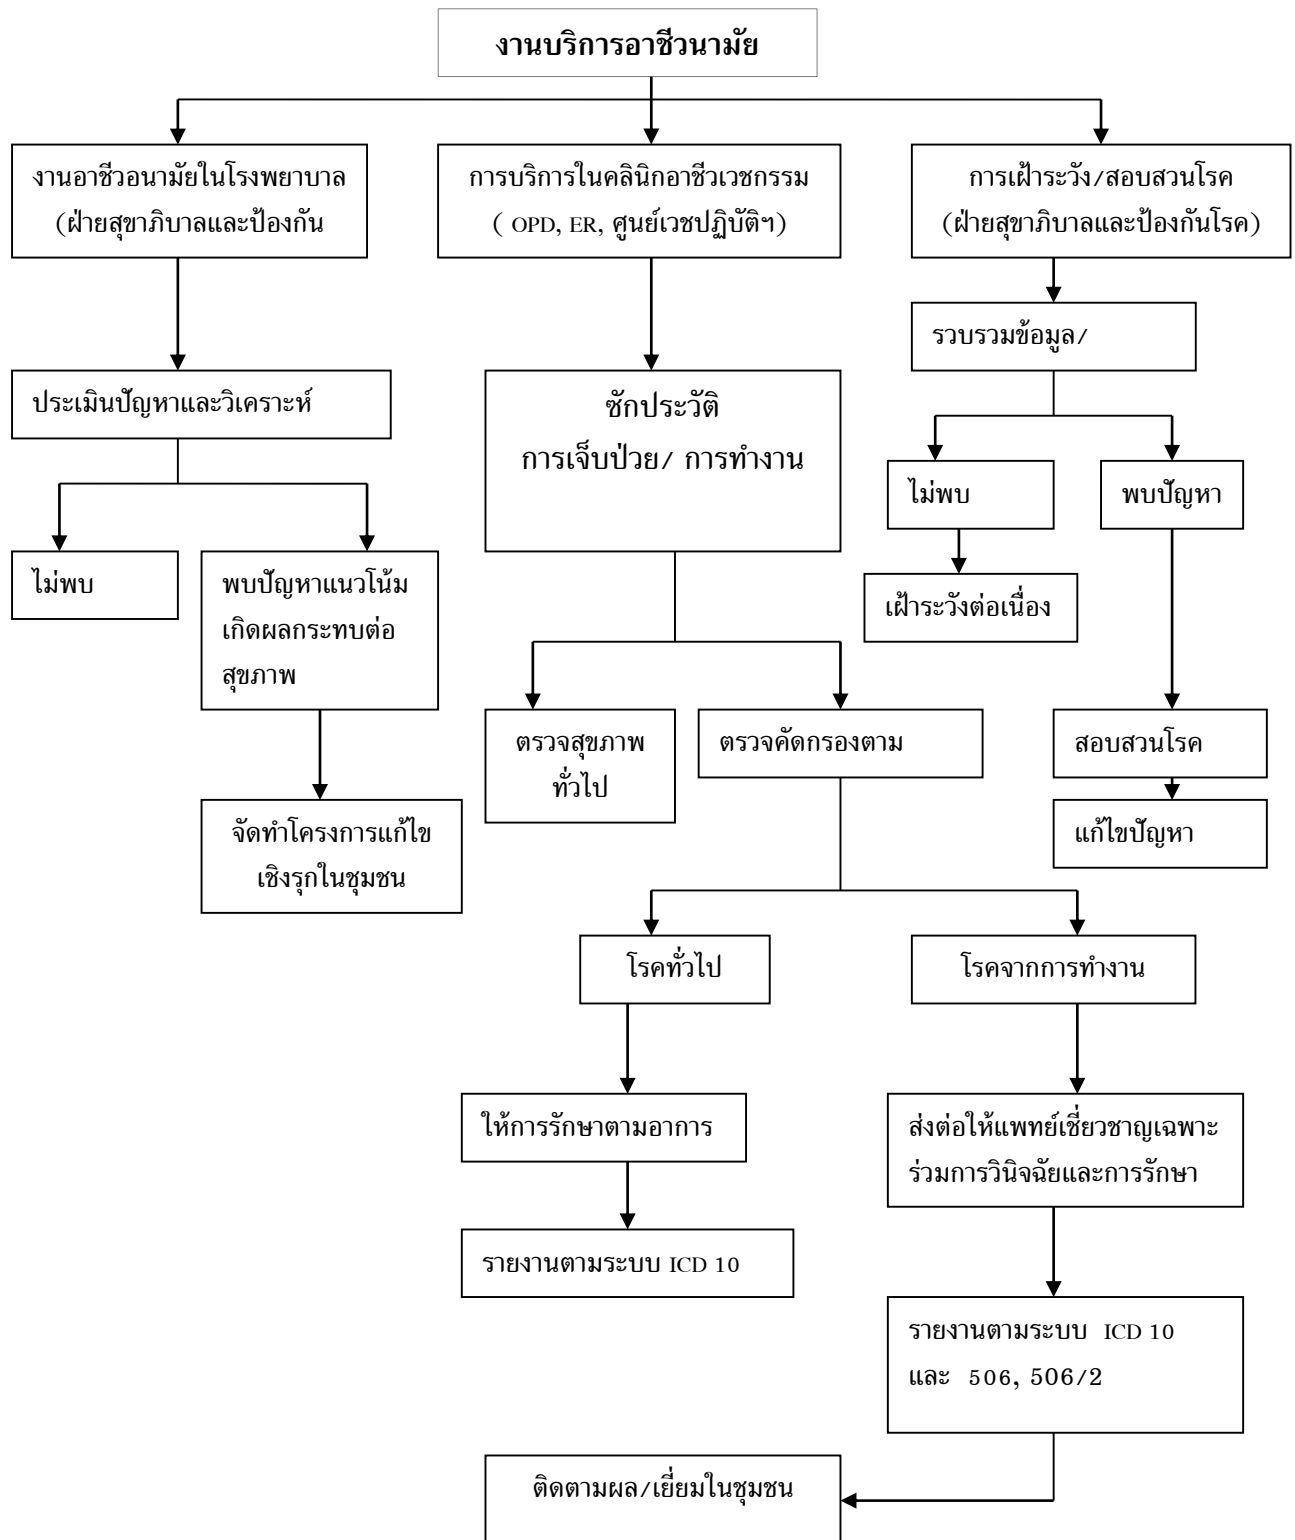 งานบริการอาชีวนามัย
งานอาชีวอนามัยในโรงพยาบาล
(ฝ่ายสุขาภิบาลและป้องกัน
การบริการในคลินิกอาชีวเวชกรรม
( OPD, ER, ศูนย์เวชปฏิบัติฯ)
การเฝ้าระวัง/สอบสวนโรค
(ฝ่ายสุขาภิบาลและป้องกันโรค)
รวบรวมข้อมูล/
ประเมินปัญหาและวิเคราะห์
ซักประวัติ
การเจ็บป่วย/ การทำงาน
ไม่พบ
พบปัญหา
ไม่พบ
พบปัญหาแนวโน้ม
เกิดผลกระทบต่อ
สุขภาพ
เฝ้าระวังต่อเนื่อง
ตรวจสุขภาพ
ทั่วไป
ตรวจคัดกรองตาม
สอบสวนโรค
จัดทำโครงการแก้ไข
เชิงรุกในชุมชน
แก้ไขปัญหา
โรคทั่วไป
โรคจากการทำงาน
ให้การรักษาตามอาการ
ส่งต่อให้แพทย์เชี่ยวชาญเฉพาะ
ร่วมการวินิจฉัยและการรักษา
รายงานตามระบบ ICD 10
รายงานตามระบบ ICD 10
และ 506, 506/2
ติดตามผล/เยี่ยมในชุมชน